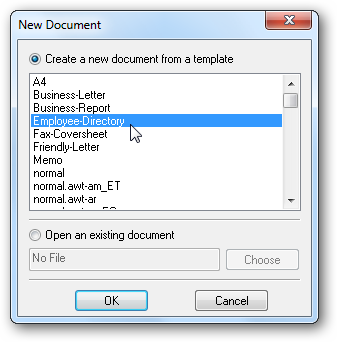 New Document
Create a new document from a template
A4
Business-Letter
Business-Report
Employee-Directory
Fax-Coversheet
Friendly-Letter
Memo
normal
normal.awt-am_ET
normal.awt-ar
Open an existing document
No File
Choose
OK
Cancel